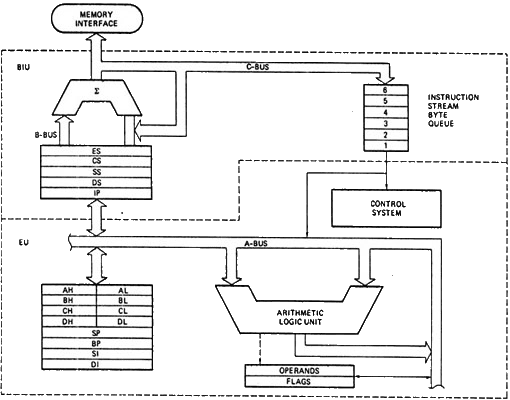 MEMORY
INTERFACE
BIU
C-BUS
Σ
B-BUS
6
5
4
3
2
1
INSTRUCTION
STREAM
BYTE
QUEUE
ES
CS
SS
DS
IP
CONTROL
SYSTEM
EU
A-BUS
AH AL
BH BL
CH CL
DH DL
SP
BP
SI
DI
ARITHMETIC
LOGIC UNIT
OPERANDS
FLAGS